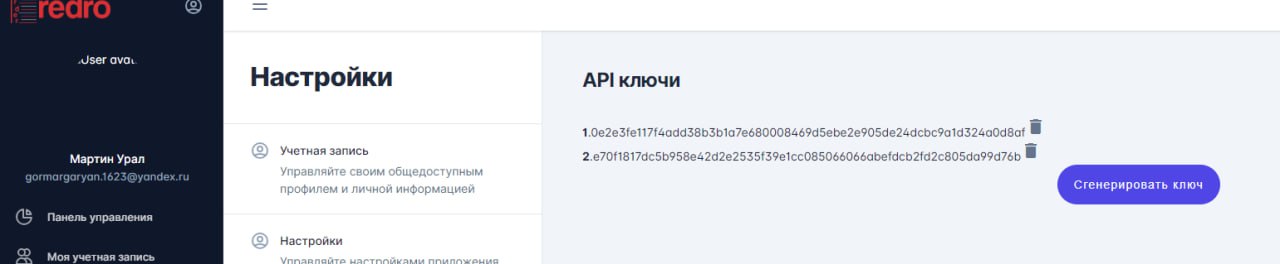 redro
User avat
Мартин Урал
gormargaryan.1623@yandex.ru
Панель управления
Моя учетная запись
Настройки
Учетная запись
Управляйте своим общедоступным
профилем и личной информацией
Настройки
Управляйте настройками приложения
API ключи
1.0e2e3fe117f4add38b3b1a7e680008469d5ebe2e905de24dcbc9a1d324a0d8af
2.e70f1817dc5b958e42d2e2535f39e1cc085066066abefdcb2fd2c805da99d76b
Сгенерировать ключ